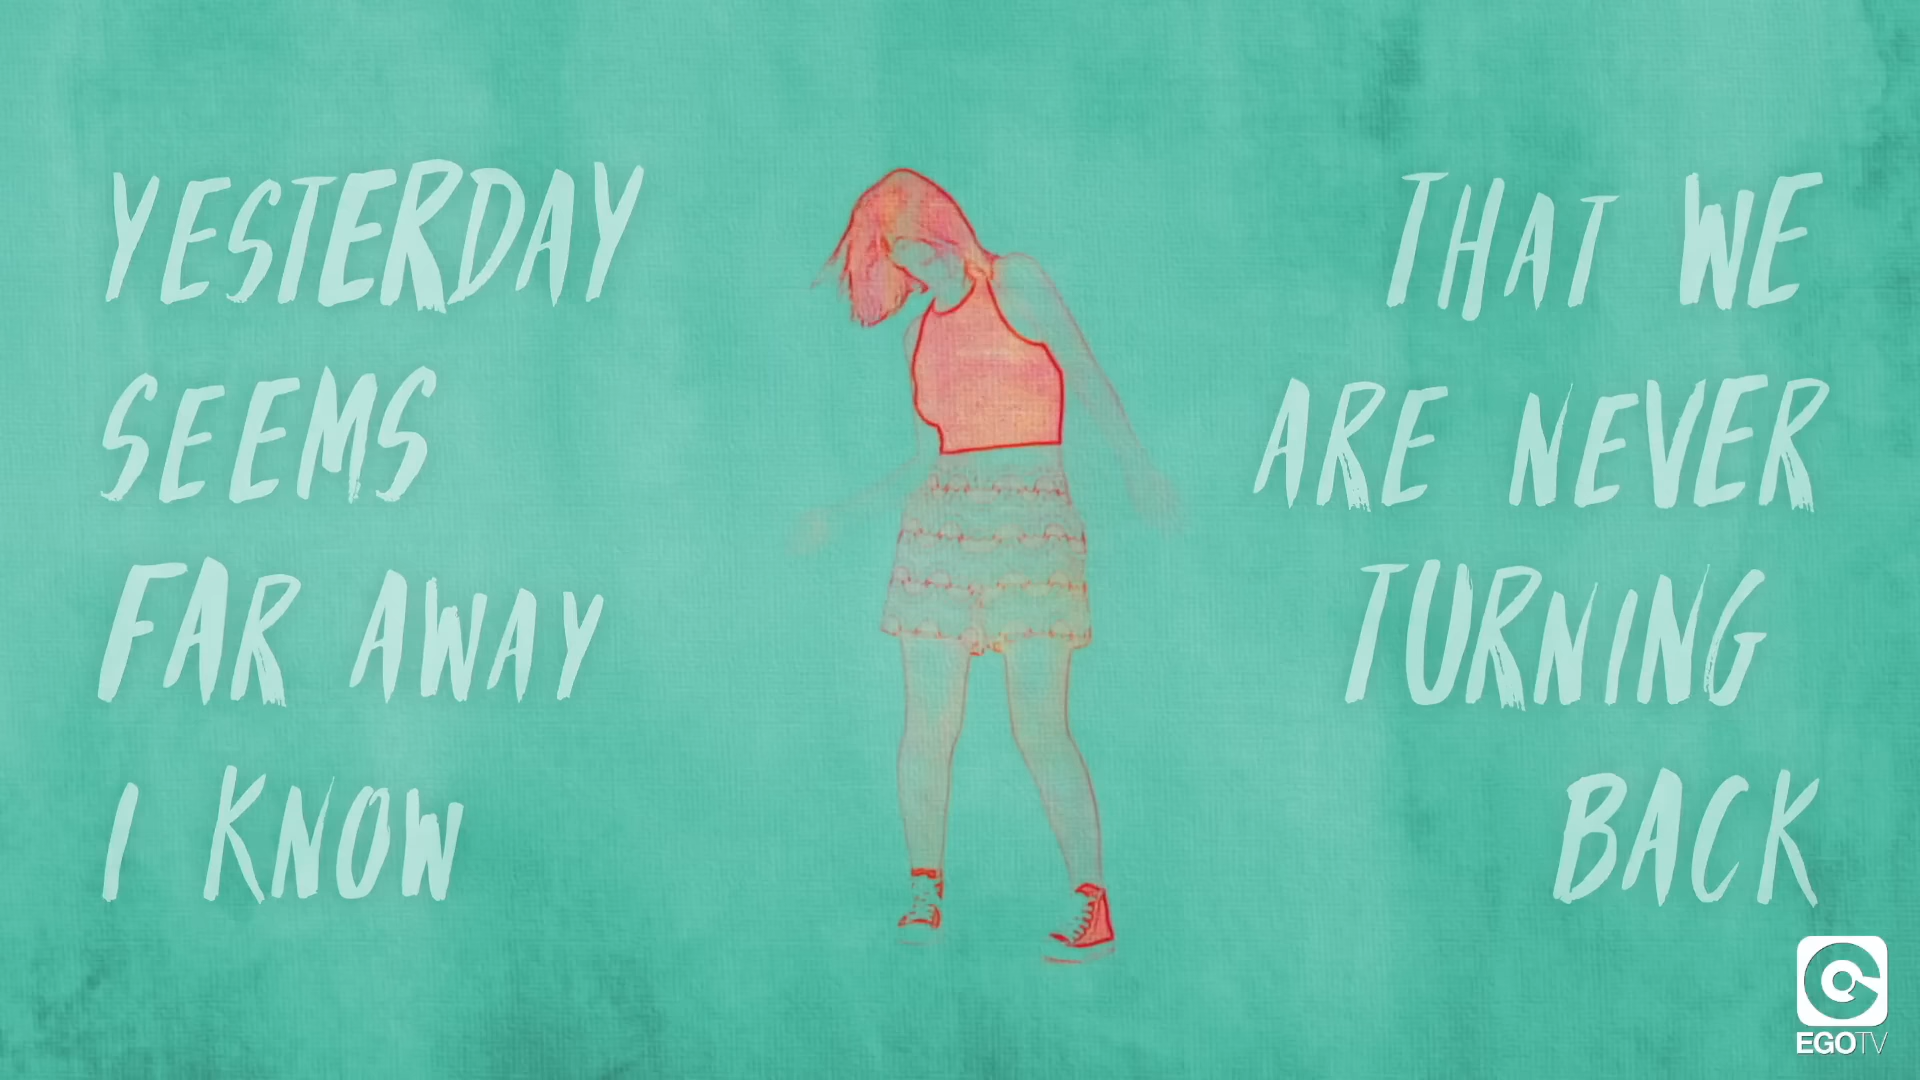 YESTERDAY
SEEMS
FAR AWAY
I KNOW
THAT WE
ARE NEVER
TURNING
BACK
EGOTV